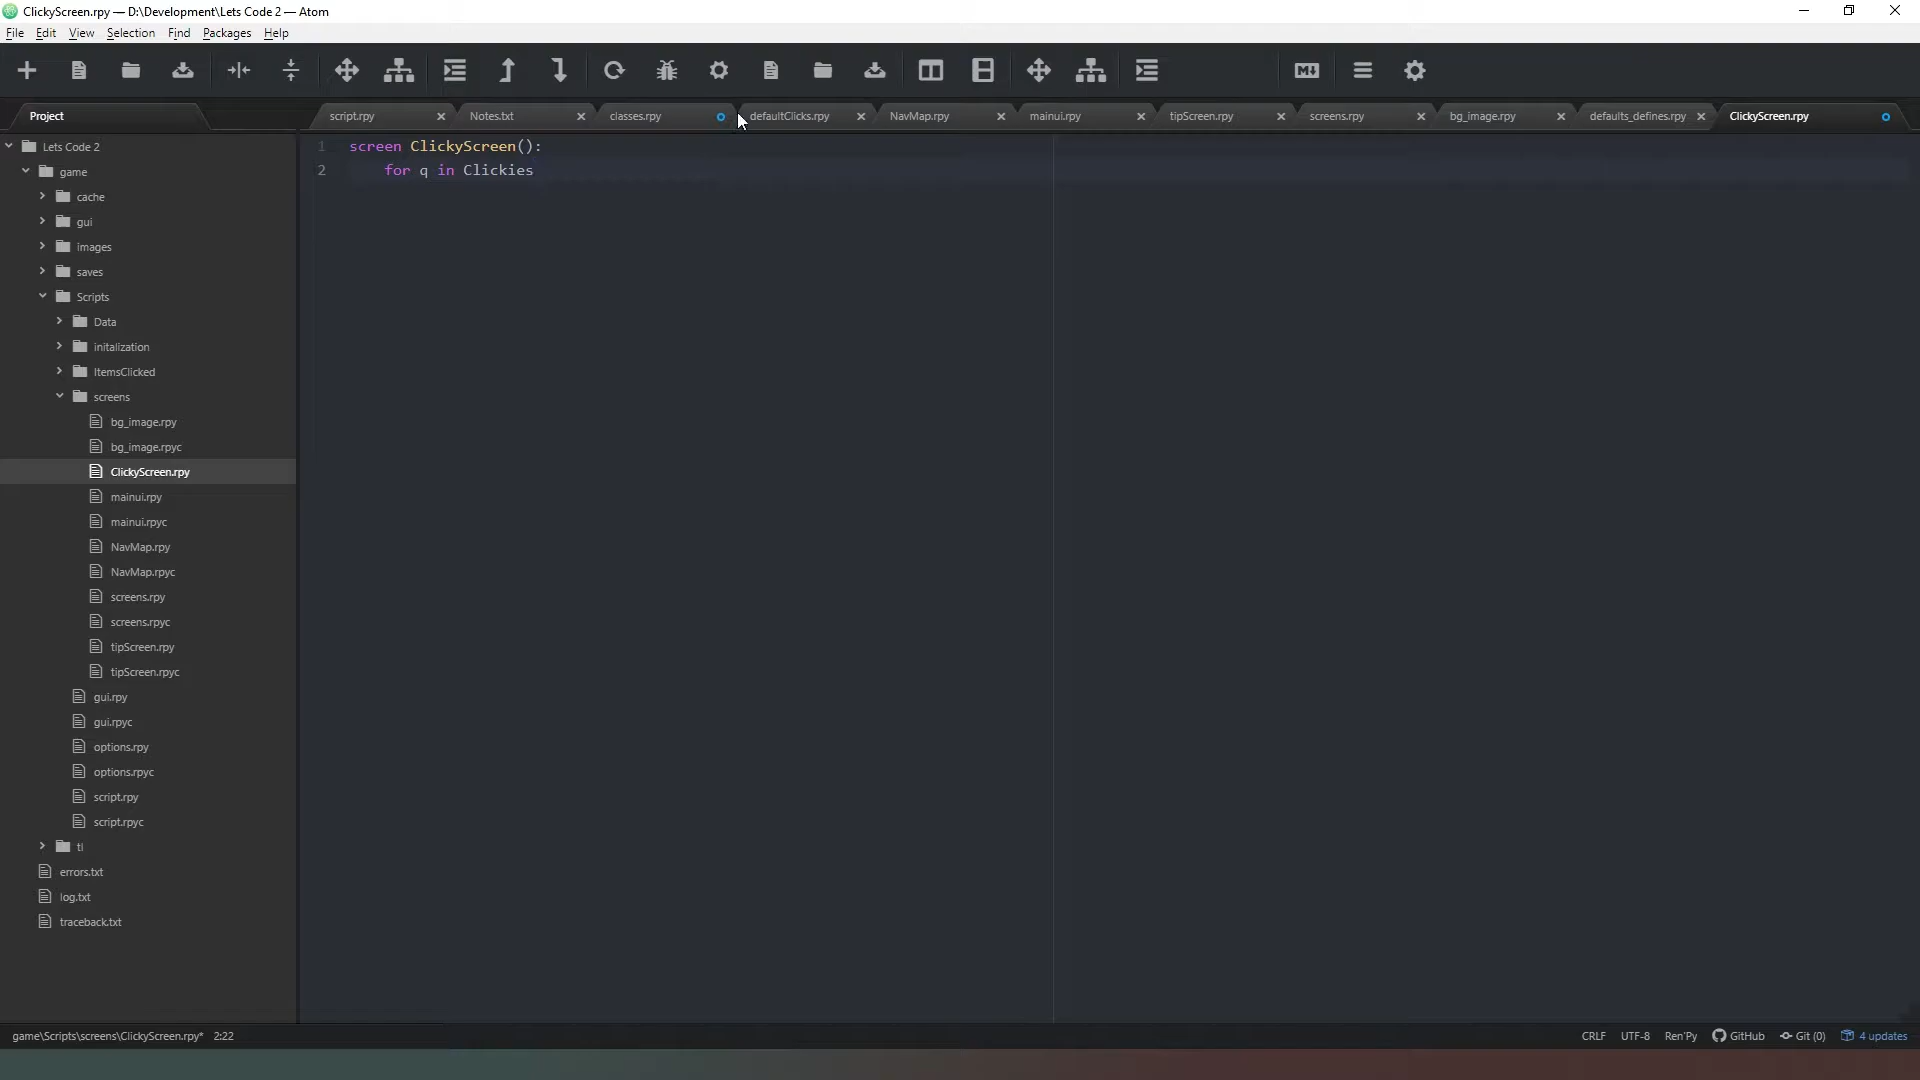 ClickyScreen.rpy — D:\Development\Lets Code 2 — Atom
File Edit View Selection Find Packages Help
Project
script.rpy
Notes.txt
classes.rpy
defaultClicks.rpy
NavMap.rpy
mainui.rpy
tipScreen.rpy
screens.rpy
bg_image.rpy
defaults_defines.rpy
ClickyScreen.rpy
Lets Code 2
game
cache
gui
images
saves
Scripts
Data
initalization
ItemsClicked
screens
bg_image.rpy
bg_image.rpyc
ClickyScreen.rpy
mainui.rpy
mainui.rpyc
NavMap.rpy
NavMap.rpyc
screens.rpy
screens.rpyc
tipScreen.rpy
tipScreen.rpyc
gui.rpy
gui.rpyc
options.rpy
options.rpyc
script.rpy
script.rpyc
tl
errors.txt
log.txt
traceback.txt
1 screen ClickyScreen():
2 for q in Clickies
game\Scripts\screens\ClickyScreen.rpy* 2:22
CRLF UTF-8 Ren'Py GitHub Git (0) 4 updates